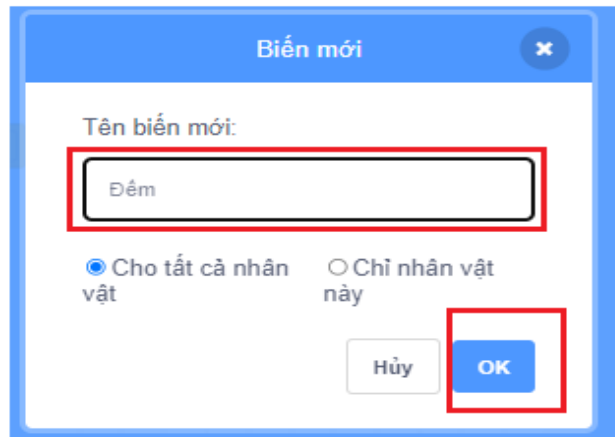 Biến mới
Tên biến mới:
Đếm
Cho tất cả nhân vật
Chỉ nhân vật này
Hủy
OK